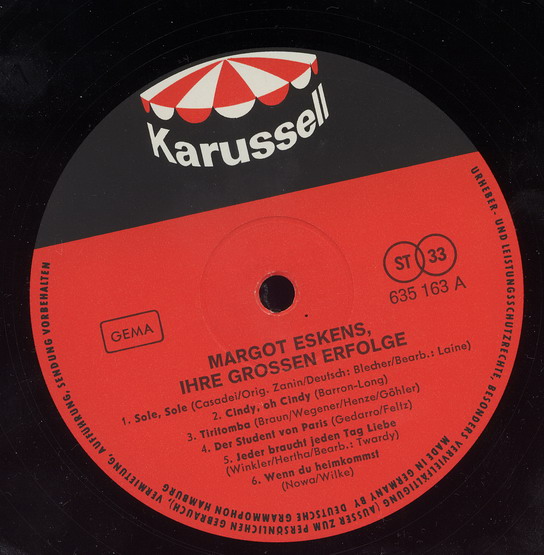 Karussell
ST 33
635 163 A
GEMA
MARGOT ESKENS,
IHRE GROSSEN ERFOLGE
1. Sole, Sole (Casadei/Orig. Zanin/Deutsch: Blecher/Bearb.: Laine)
2. Cindy, oh Cindy (Barron-Long)
3. Tiritomba (Braun/Wegener/Henze/Gähler)
4. Der Student von Paris (Gedarro/Feltz)
5. Jeder braucht jeden Tag Liebe
(Winkler/Hertha/Bearb.: Twardy)
6. Wenn du heimkommst
(Nowa/Wilke)
URHEBER- UND LEISTUNGSSCHUTZRECHTE, BESONDERS VERVIELFÄLTIGUNG (AUSSER ZUM PERSÖNLICHEN GEBRAUCH), VERMIETUNG, AUFFÜHRUNG, SENDUNG VORBEHALTEN
MADE IN GERMANY BY DEUTSCHE GRAMMOPHON HAMBURG